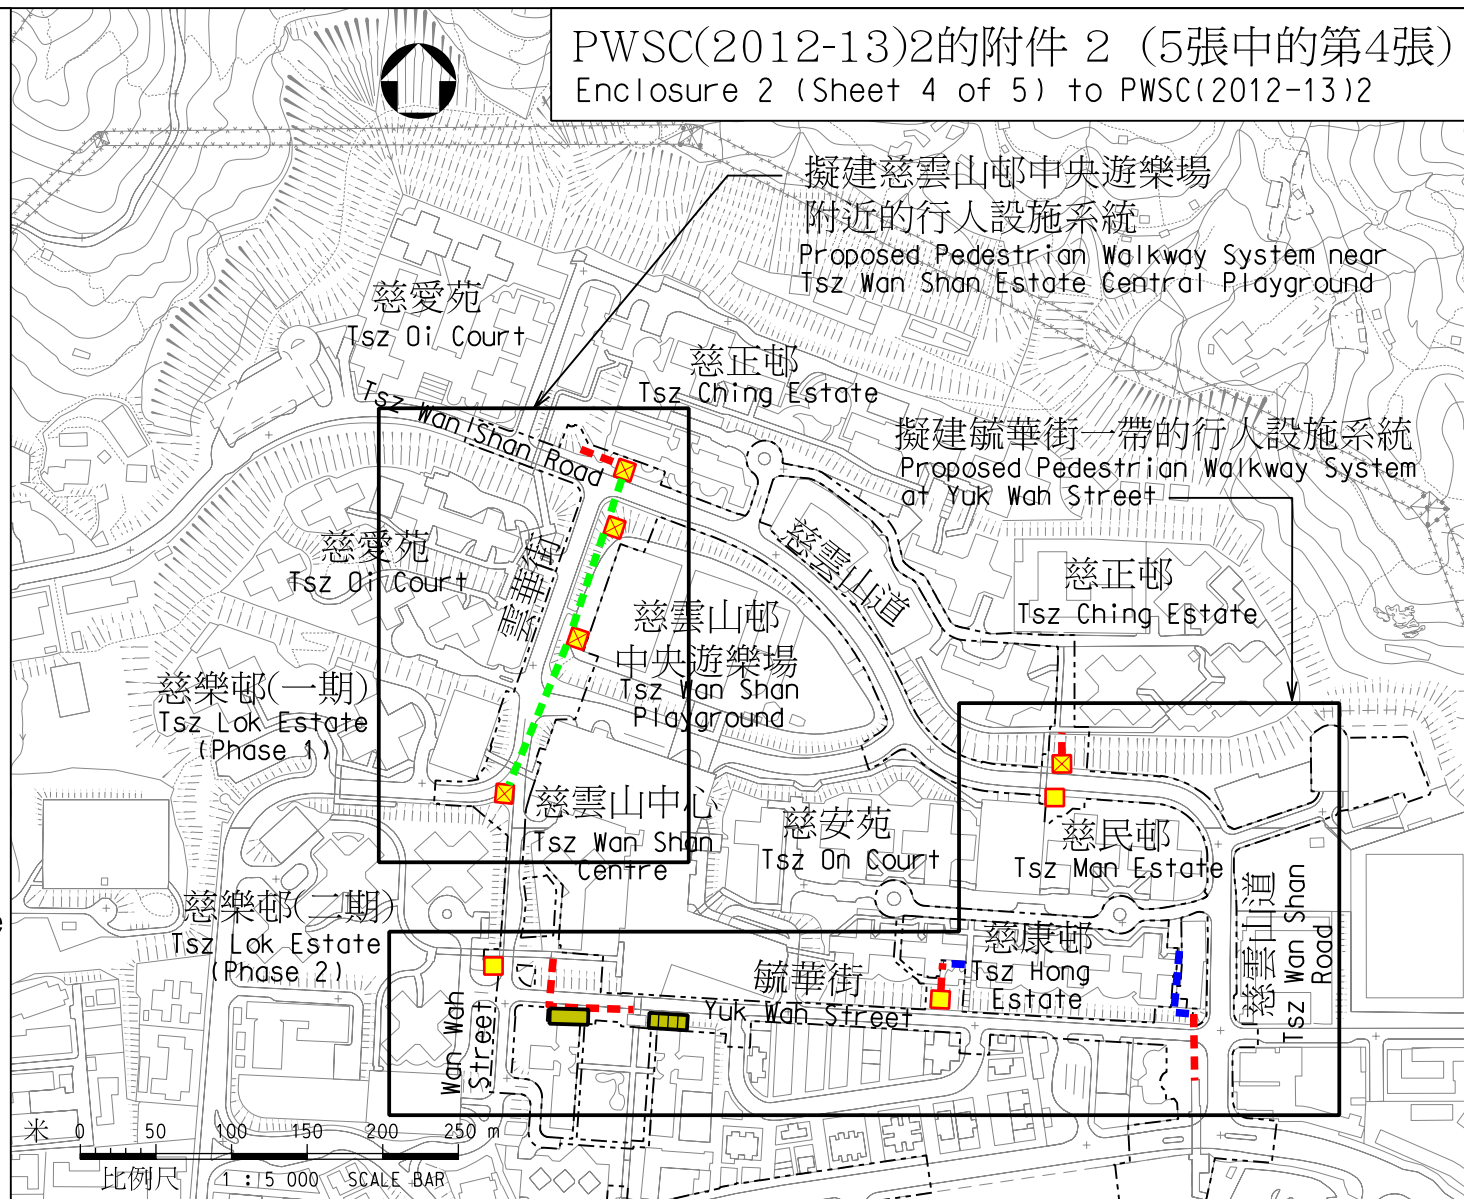 PWSC(2012-13)2的附件 2 (5張中的第4張)
Enclosure 2 (Sheet 4 of 5) to PWSC(2012-13)2
擬建慈雲山邨中央遊樂場
附近的行人設施系統
Proposed Pedestrian Walkway System near
Tsz Wan Shan Estate Central Playground
慈愛苑
Tsz Oi Court
慈正邨
Tsz Ching Estate
Tsz Wan Shan Road
擬建毓華街一帶的行人設施系統
Proposed Pedestrian Walkway System
at Yuk Wah Street
慈愛苑
Tsz Oi Court
雲華街
慈雲山道
慈正邨
Tsz Ching Estate
慈雲山邨
中央遊樂場
Tsz Wan Shan
Playground
慈樂邨(一期)
Tsz Lok Estate
(Phase 1)
慈雲山中心
Tsz Wan Shan
Centre
慈安苑
Tsz On Court
慈民邨
Tsz Man Estate
慈樂邨(二期)
Tsz Lok Estate
(Phase 2)
慈康邨
Tsz Hong
Estate
毓華街
Yuk Wah Street
慈雲山道
Tsz Wan Shan
Road
Wan Wah
Street
米 0 50 100 150 200 250 m
比例尺 1 : 5 000 SCALE BAR